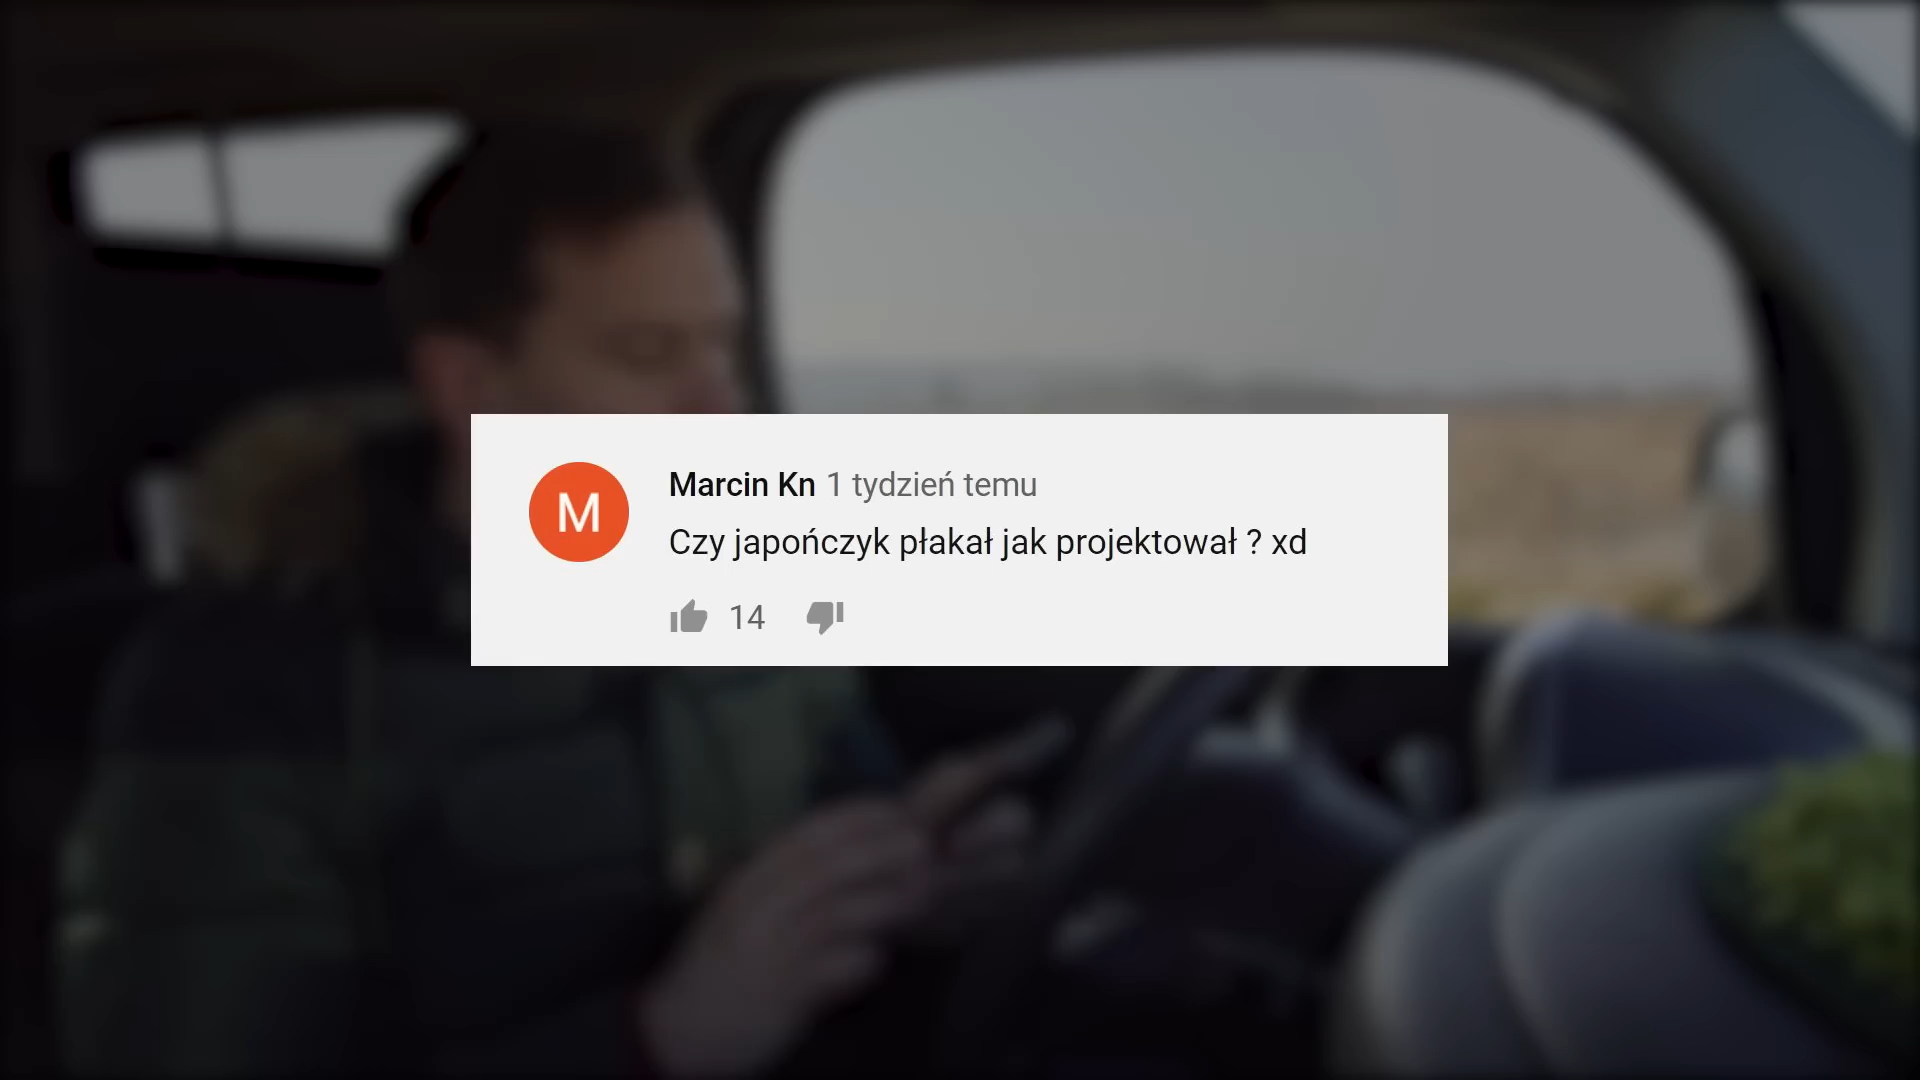 M
Marcin Kn 1 tydzień temu
Czy japończyk płakał jak projektował ? xd
14